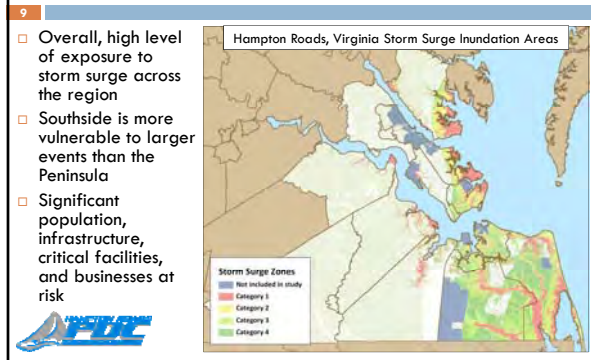 9
Overall, high level
of exposure to
storm surge across
the region
Southside is more
vulnerable to larger
events than the
Peninsula
Significant
population,
infrastructure,
critical facilities,
and businesses at
risk
HAMPTON ROADS
PDC
Hampton Roads, Virginia Storm Surge Inundation Areas
Storm Surge Zones
Not included in study
Category 1
Category 2
Category 3
Category 4